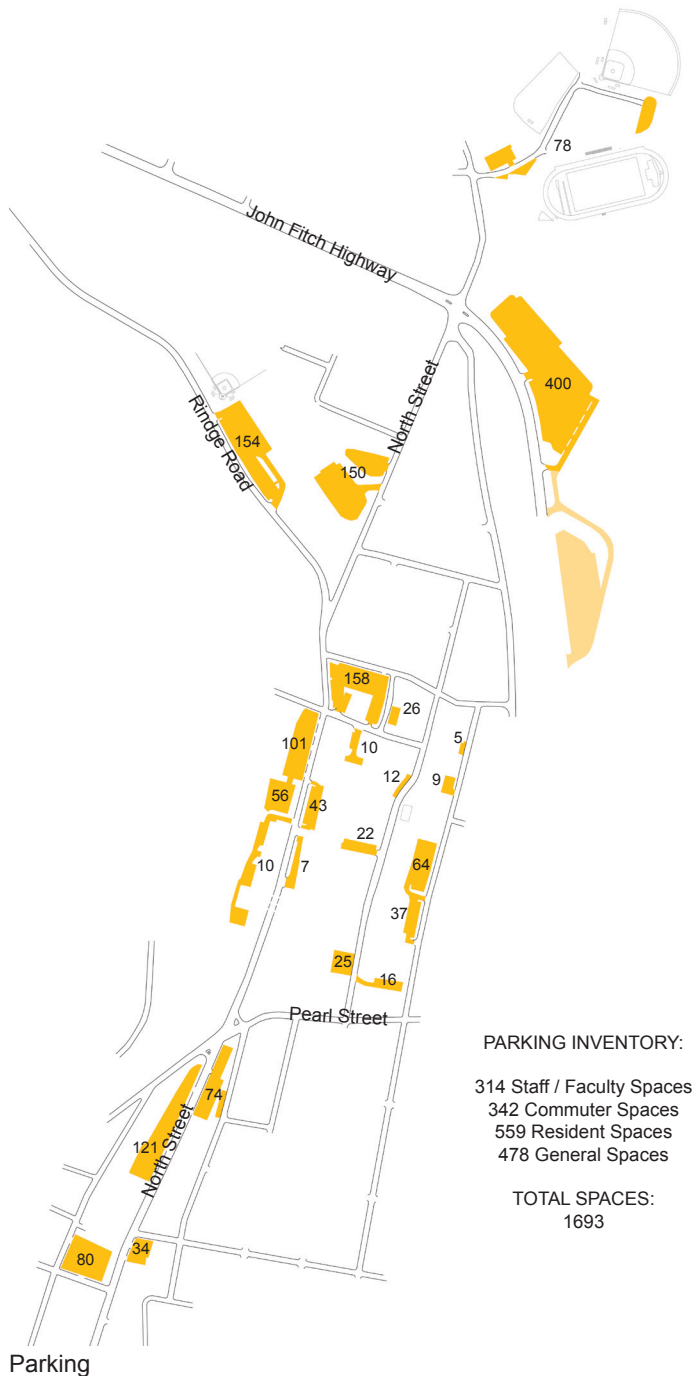 78
John Fitch Highway
400
North Street
Rindge Road
154
150
158
26
5
101
10
12
9
56
43
22
64
10
7
37
25
16
Pearl Street
PARKING INVENTORY:
314 Staff / Faculty Spaces
342 Commuter Spaces
559 Resident Spaces
478 General Spaces
TOTAL SPACES:
1693
74
121
North Street
34
80
Parking